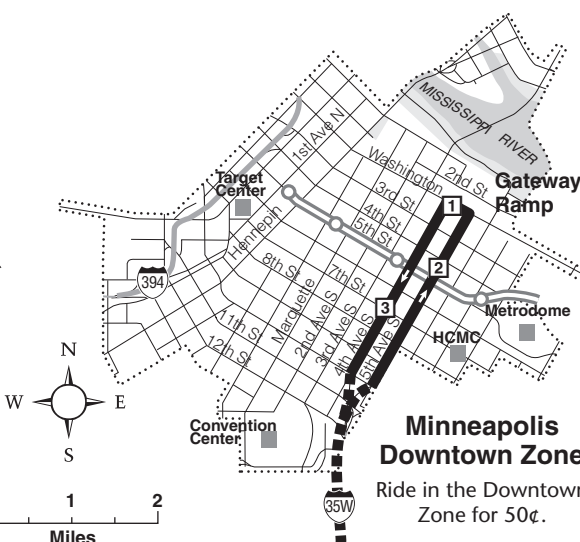 MISSISSIPPI RIVER
1st Ave N
Washington
2nd St
Gateway
Ramp
Target
Center
3rd St
4th St
5th St
1
Hennepin
2
394
8th St
7th St
Marquette
2nd Ave S
3rd Ave S
4th Ave S
5th Ave S
3
Metrodome
HCMC
11th St
12th St
N
W
E
S
Convention
Center
Minneapolis
Downtown Zone
Ride in the Downtown
Zone for 50¢.
35W
1
2
Miles